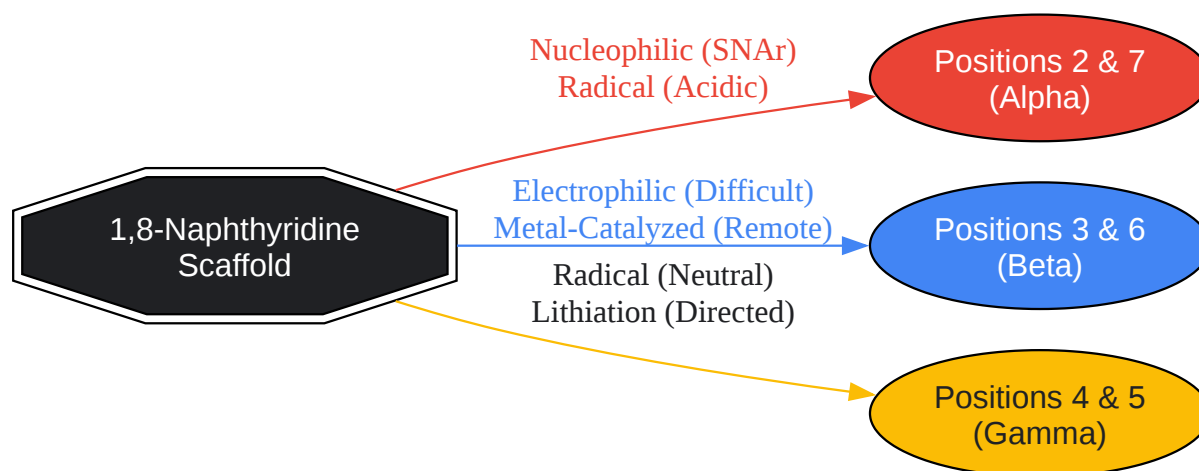 1,8-Naphthyridine
Scaffold
Nucleophilic (SNAr)
Radical (Acidic)
Positions 2 & 7
(Alpha)
Electrophilic (Difficult)
Metal-Catalyzed (Remote)
Positions 3 & 6
(Beta)
Radical (Neutral)
Lithiation (Directed)
Positions 4 & 5
(Gamma)